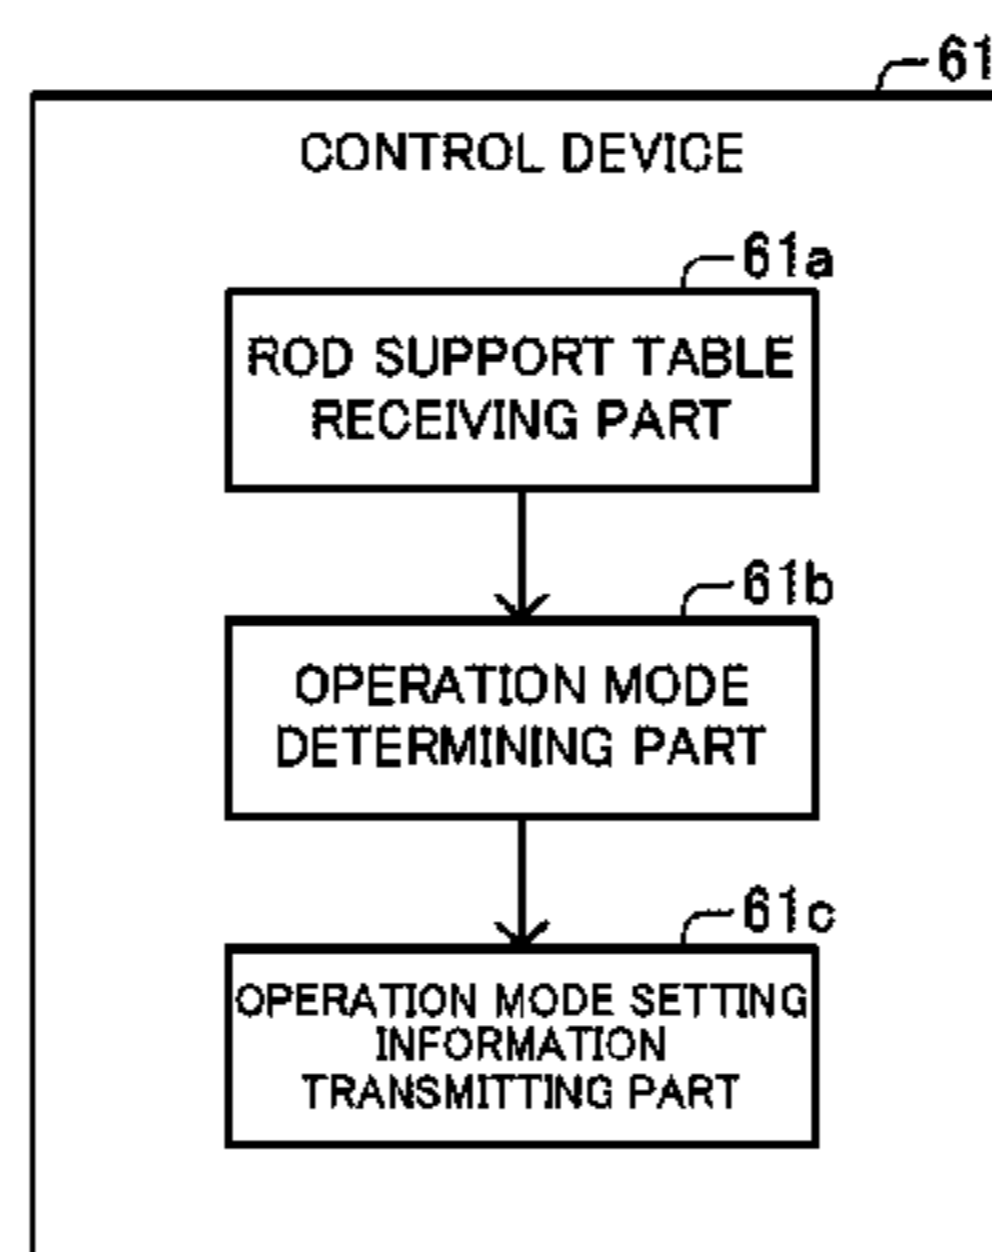 61
CONTROL DEVICE
61a
ROD SUPPORT TABLE
RECEIVING PART
61b
OPERATION MODE
DETERMINING PART
61c
OPERATION MODE SETTING
INFORMATION
TRANSMITTING PART